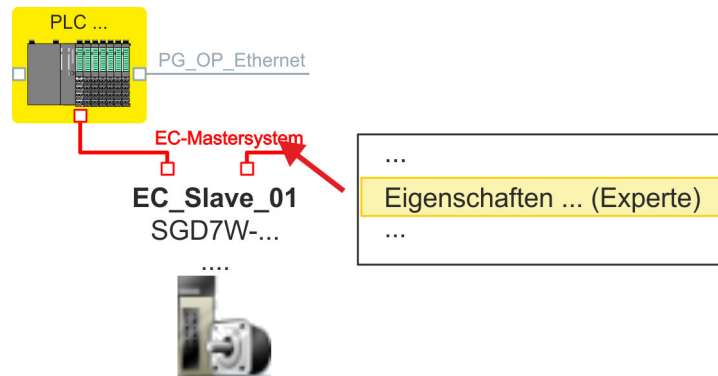 PLC ...
PG_OP_Ethernet
EC-Mastersystem
EC_Slave_01
SGD7W-...
....
...
Eigenschaften ... (Experte)
...